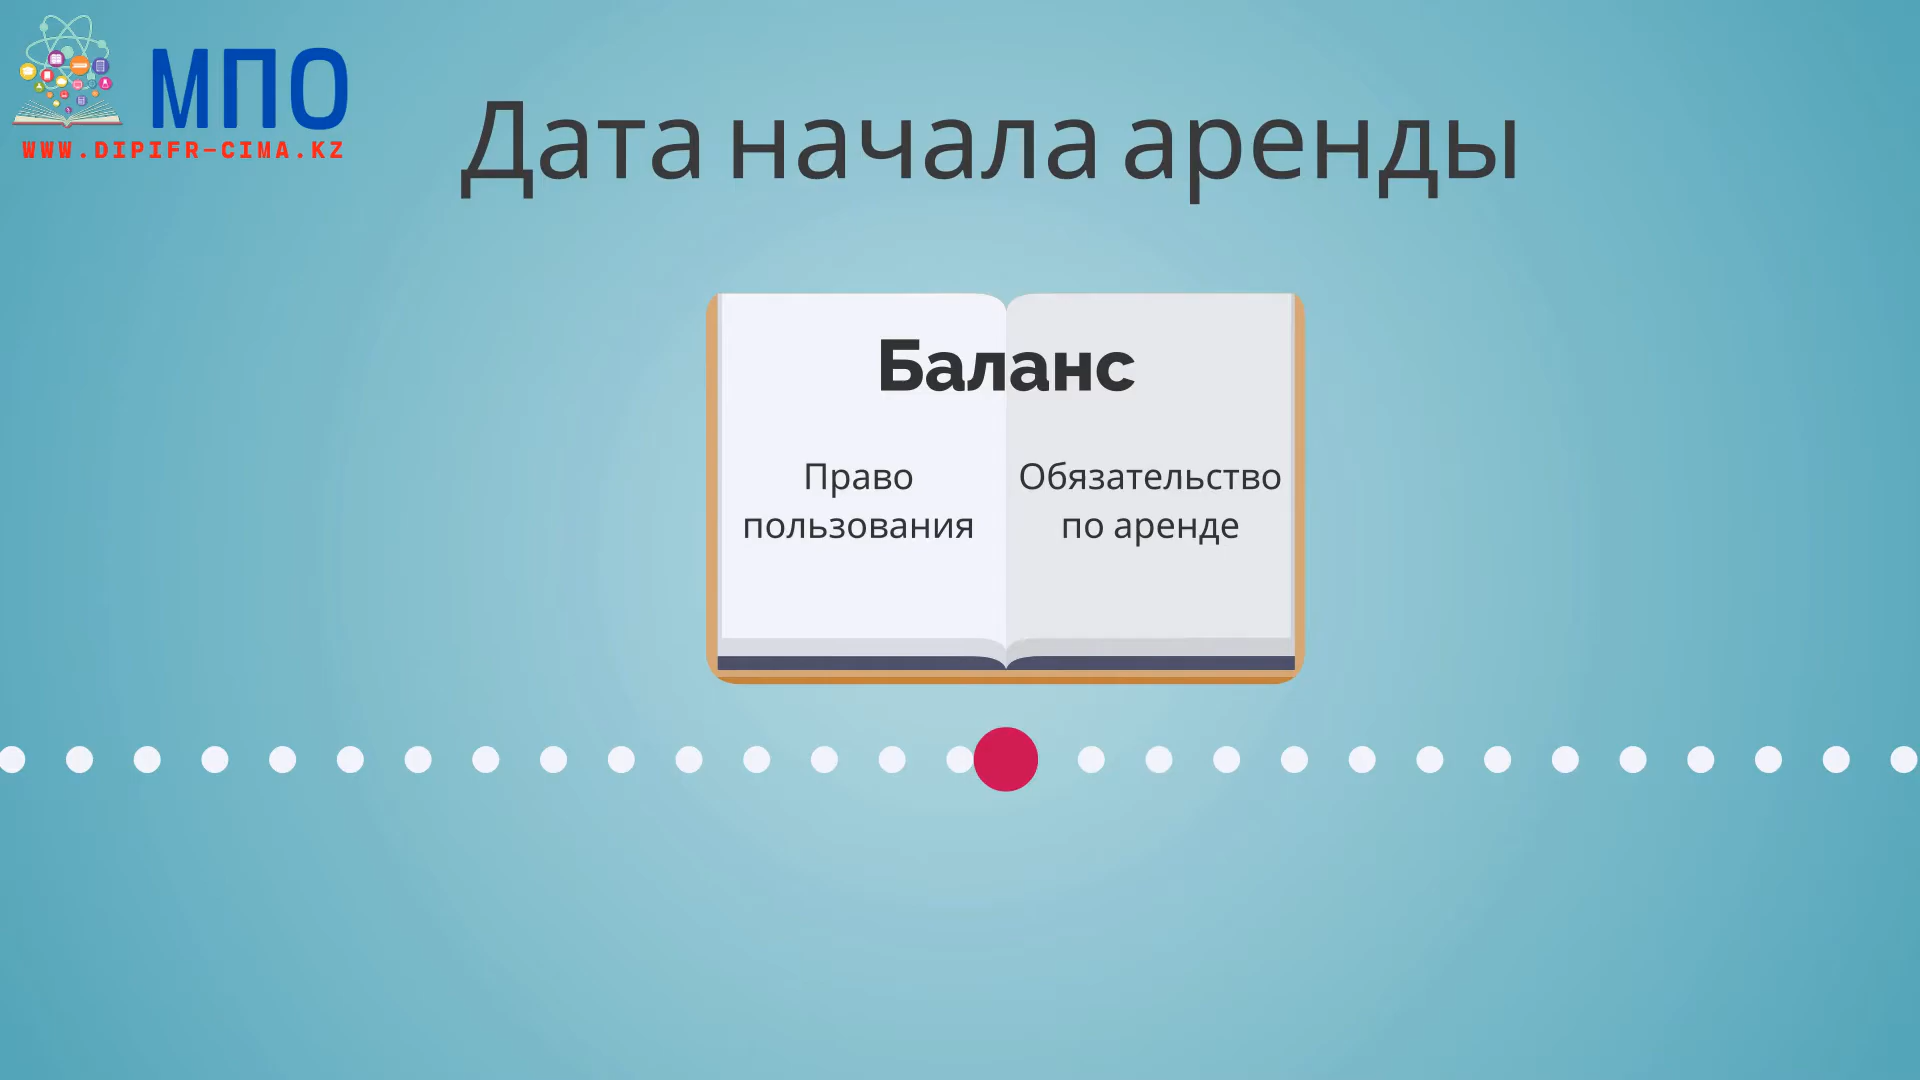 МПО
WWW.DIPIFR-CIMA.KZ
Дата начала аренды
Баланс
Право
пользования
Обязательство
по аренде